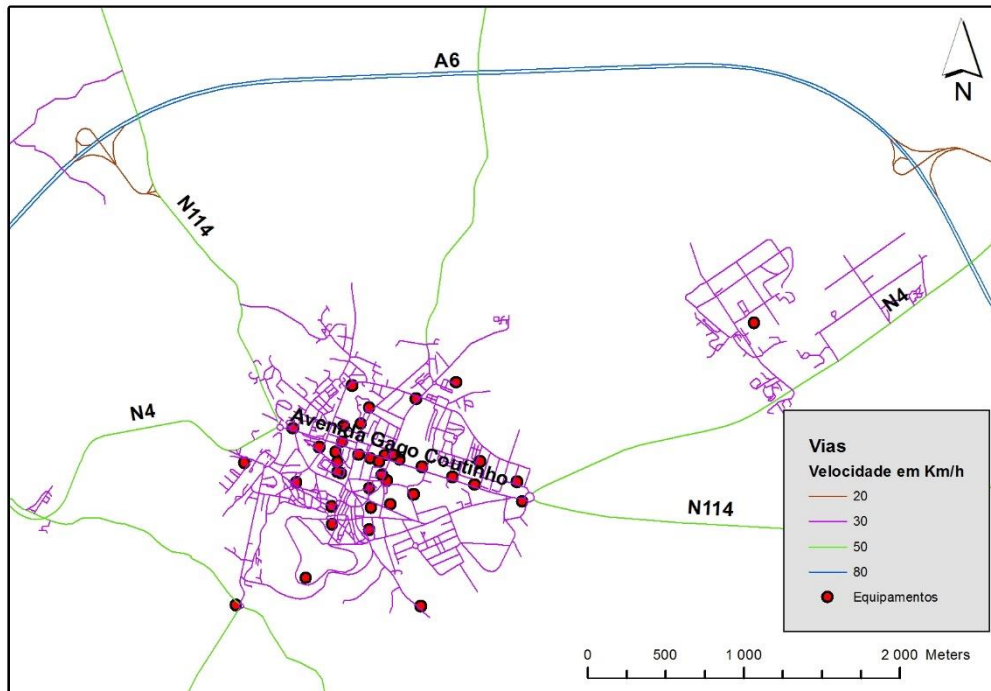 A6
N
N114
N4
N4
Avenida Gago Coutinho
N114
Vias
Velocidade em Km/h
20
30
50
80
Equipamentos
0 500 1 000 2 000 Meters